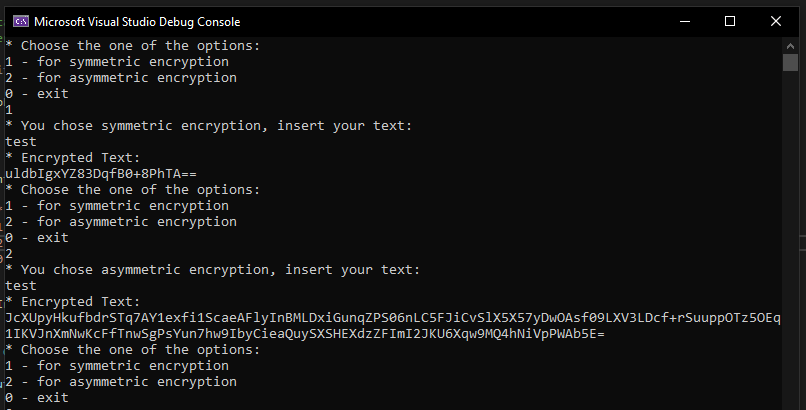 Microsoft Visual Studio Debug Console
* Choose the one of the options:
1 - for symmetric encryption
2 - for asymmetric encryption
0 - exit
1
* You chose symmetric encryption, insert your text:
test
* Encrypted Text:
uldbIgxYZ83DqfB0+8PhTA==
* Choose the one of the options:
1 - for symmetric encryption
2 - for asymmetric encryption
0 - exit
2
* You chose asymmetric encryption, insert your text:
test
* Encrypted Text:
JcXUpyHkufbdrSTq7AY1exfi1ScaeAFlyInBMLDxiGunqZPS06nLC5FJiCvSlX5X57yDwOAsf09LXV3LDcf+rSuuppOTz5OEq
1IKVJnXmNwKcFfTnwSgPsYun7hw9IbyCieaQuySXSHEXdzZFImI2JKU6Xqw9MQ4hNiVpPWAb5E=
* Choose the one of the options:
1 - for symmetric encryption
2 - for asymmetric encryption
0 - exit